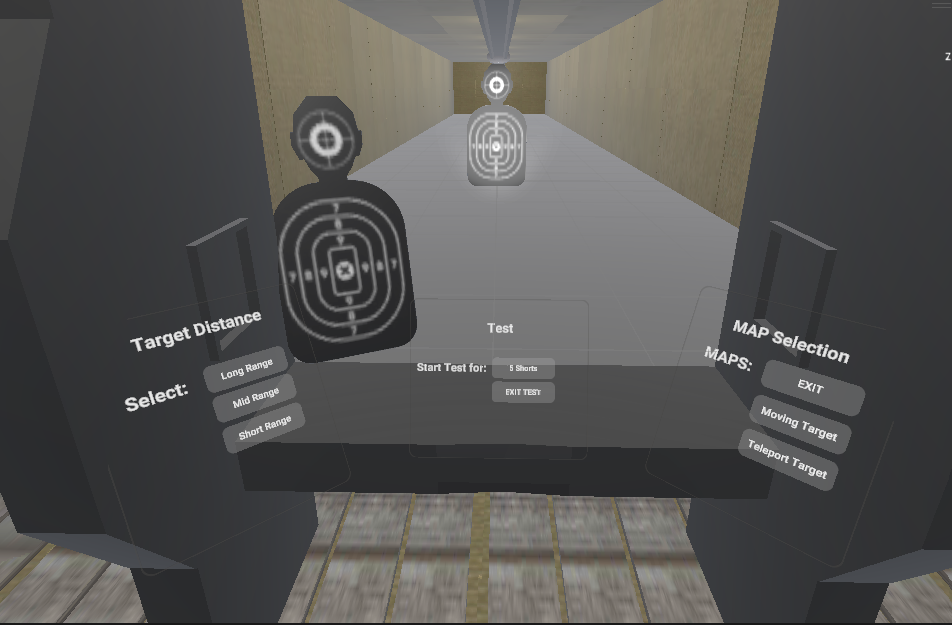 Target Distance
Select:
Long Range
Mid Range
Short Range
Test
Start Test for:
5 Shorts
EXIT TEST
MAP Selection
MAPS:
EXIT
Moving Target
Teleport Target
Z